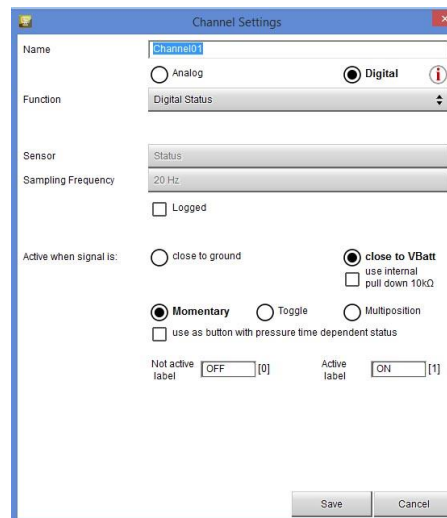 Channel Settings
Name Channel01
Analog Digital i
Function Digital Status
Sensor Status
Sampling Frequency 20 Hz
Logged
Active when signal is: close to ground close to VBatt
use internal
pull down 10kΩ
Momentary Toggle Multiposition
use as button with pressure time dependent status
Not active label OFF [0] Active label ON [1]
Save Cancel